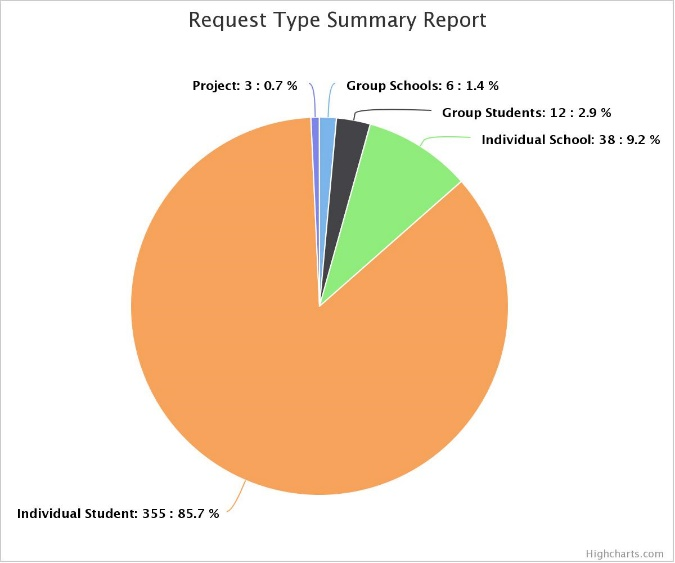 Request Type Summary Report
Project: 3 : 0.7 %
Group Schools: 6 : 1.4 %
Group Students: 12 : 2.9 %
Individual School: 38 : 9.2 %
Individual Student: 355 : 85.7 %
Highcharts.com